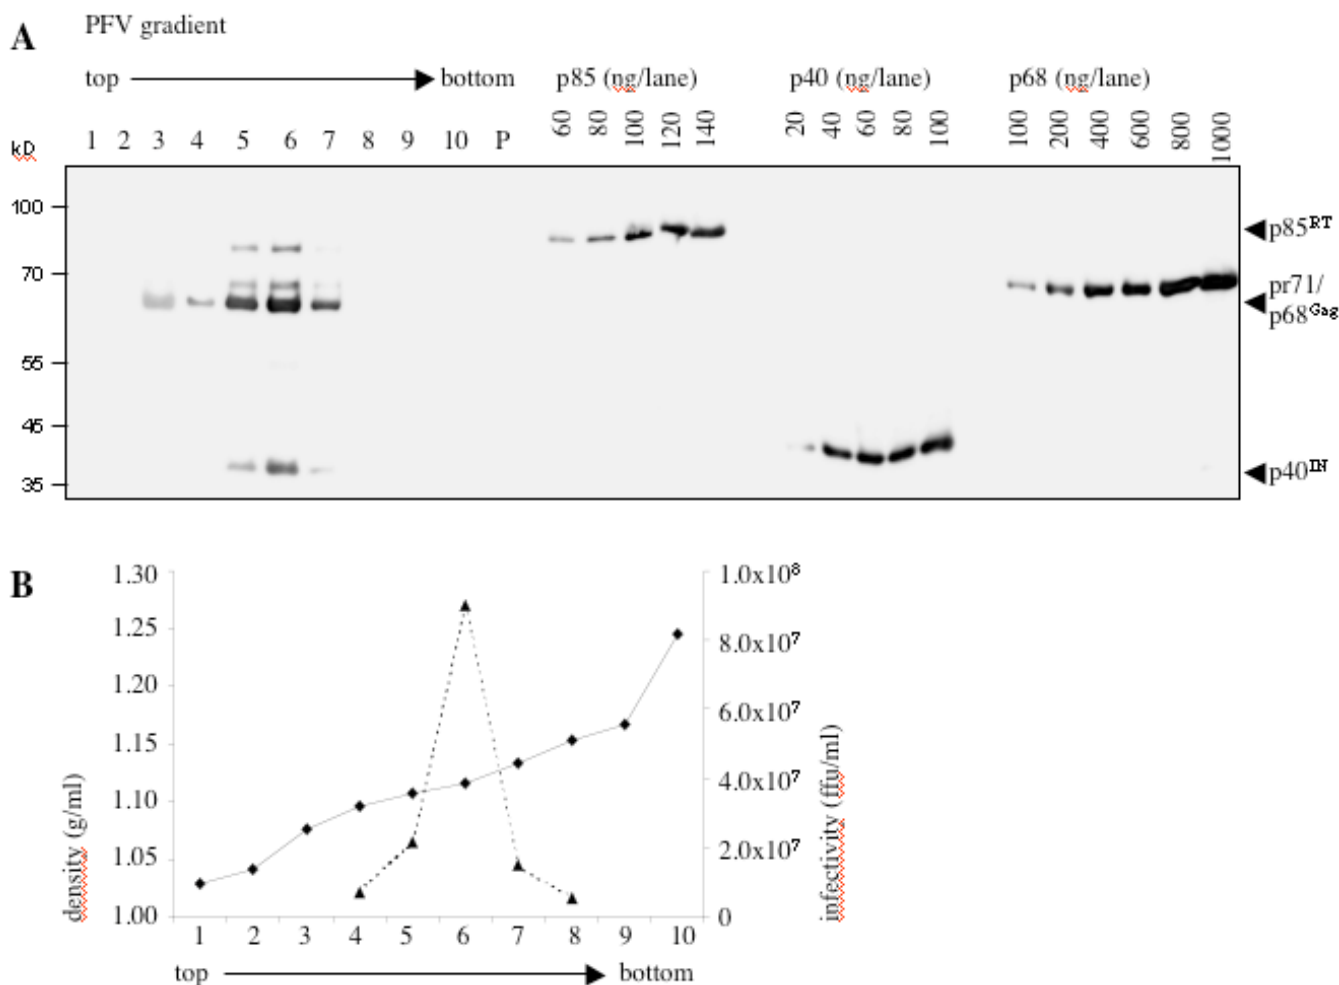 A
PFV gradient
top bottom p85 (ng/lane) p40 (ng/lane) p68 (ng/lane)
kD 1 2 3 4 5 6 7 8 9 10 P 60 80 100 120 140 20 40 60 80 100 100 200 400 600 800 1000
100
70
55
45
35
p85RT
pr71/
p68Gag
p40IN
B
1.30
1.25
1.20
1.15
1.10
1.05
1.00
density (g/ml)
1.0x10⁸
8.0x10⁷
6.0x10⁷
4.0x10⁷
2.0x10⁷
0
infectivity (ffu/ml)
1 2 3 4 5 6 7 8 9 10
top bottom